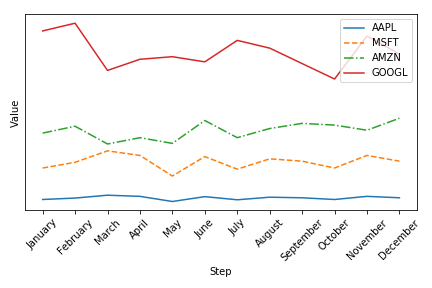 AAPL
MSFT
AMZN
GOOGL
Value
January
February
March
April
May
June
July
August
September
October
November
December
Step